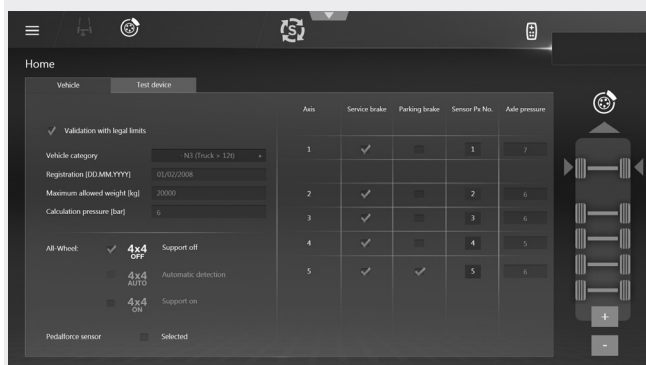 S
Home
Vehicle Test device
Axis Service brake Parking brake Sensor Px No. Axle pressure
Validation with legal limits
1 1 7
Vehicle category - N3 (Truck > 12t)
Registration [DD.MM.YYYY] 01/02/2008
Maximum allowed weight [kg] 20000
2 2 6
Calculation pressure [bar] 6
3 3 6
All-Wheel: 4x4 OFF Support off
4 4 5
4x4 AUTO Automatic detection
5 5 6
4x4 ON Support on
+
Pedalforce sensor Selected
-